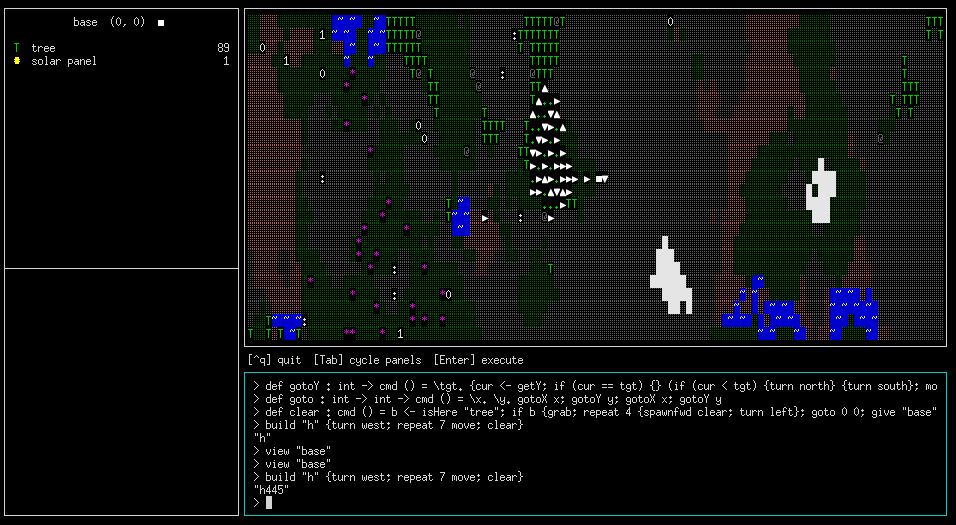 base (0, 0)
T tree 89
solar panel 1
[^q] quit [Tab] cycle panels [Enter] execute
> def gotoY : int -> cmd () = \tgt. {cur <- getY; if (cur == tgt) {} (if (cur < tgt) {turn north} {turn south}; mo
> def goto : int -> int -> cmd () = \x. \y. gotoX x; gotoY y; gotoX x; gotoY y
> def clear : cmd () = b <- isHere "tree"; if b {grab; repeat 4 {spawnfwd clear; turn left}; goto 0 0; give "base"
> build "h" {turn west; repeat 7 move; clear}
"h"
> view "base"
> view "base"
> build "h" {turn west; repeat 7 move; clear}
"h445"
>